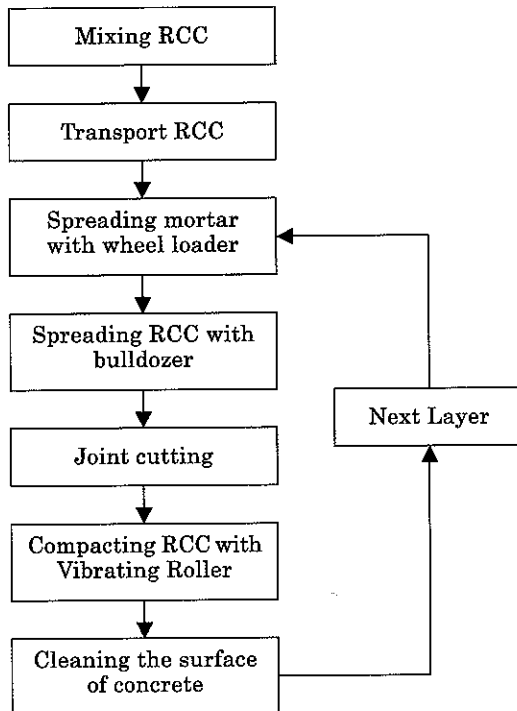 Mixing RCC
Transport RCC
Spreading mortar
with wheel loader
Spreading RCC with
bulldozer
Next Layer
Joint cutting
Compacting RCC with
Vibrating Roller
Cleaning the surface
of concrete